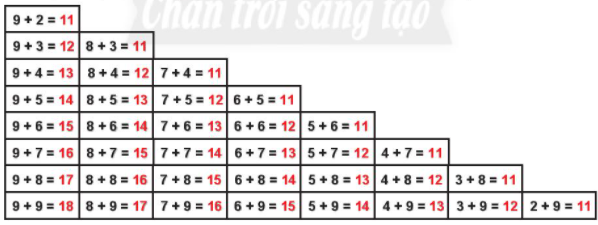 Chân trời sáng tạo
9 + 2 = 11
9 + 3 = 12 8 + 3 = 11
9 + 4 = 13 8 + 4 = 12 7 + 4 = 11
9 + 5 = 14 8 + 5 = 13 7 + 5 = 12 6 + 5 = 11
9 + 6 = 15 8 + 6 = 14 7 + 6 = 13 6 + 6 = 12 5 + 6 = 11
9 + 7 = 16 8 + 7 = 15 7 + 7 = 14 6 + 7 = 13 5 + 7 = 12 4 + 7 = 11
9 + 8 = 17 8 + 8 = 16 7 + 8 = 15 6 + 8 = 14 5 + 8 = 13 4 + 8 = 12 3 + 8 = 11
9 + 9 = 18 8 + 9 = 17 7 + 9 = 16 6 + 9 = 15 5 + 9 = 14 4 + 9 = 13 3 + 9 = 12 2 + 9 = 11